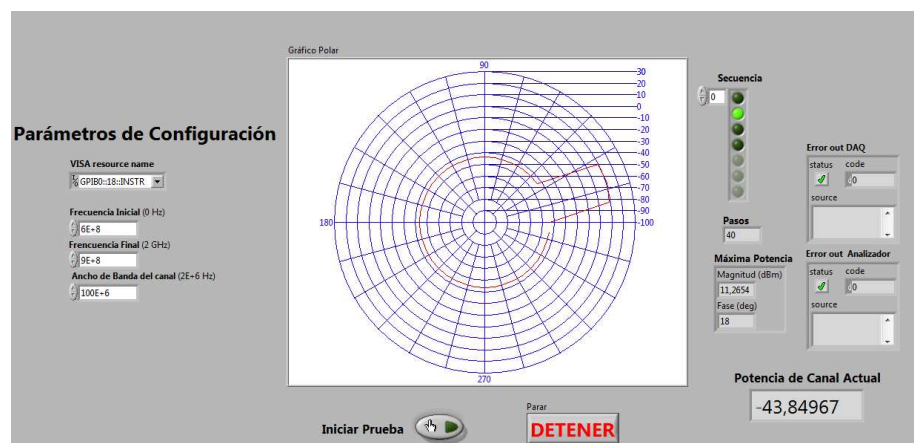 Gráfico Polar
90
30
20
10
0
-10
-20
-30
-40
-50
-60
-70
-80
-90
-100
180
270
Parámetros de Configuración
VISA resource name
GPIB0::18::INSTR
Frecuencia Inicial (0 Hz)
6E+8
Frencuencia Final (2 GHz)
9E+8
Ancho de Banda del canal (2E+6 Hz)
100E+6
Secuencia
0
Pasos
40
Máxima Potencia
Magnitud (dBm)
11,2654
Fase (deg)
18
Error out DAQ
status code
0
source
Error out Analizador
status code
0
source
Potencia de Canal Actual
-43,84967
Iniciar Prueba
Parar
DETENER